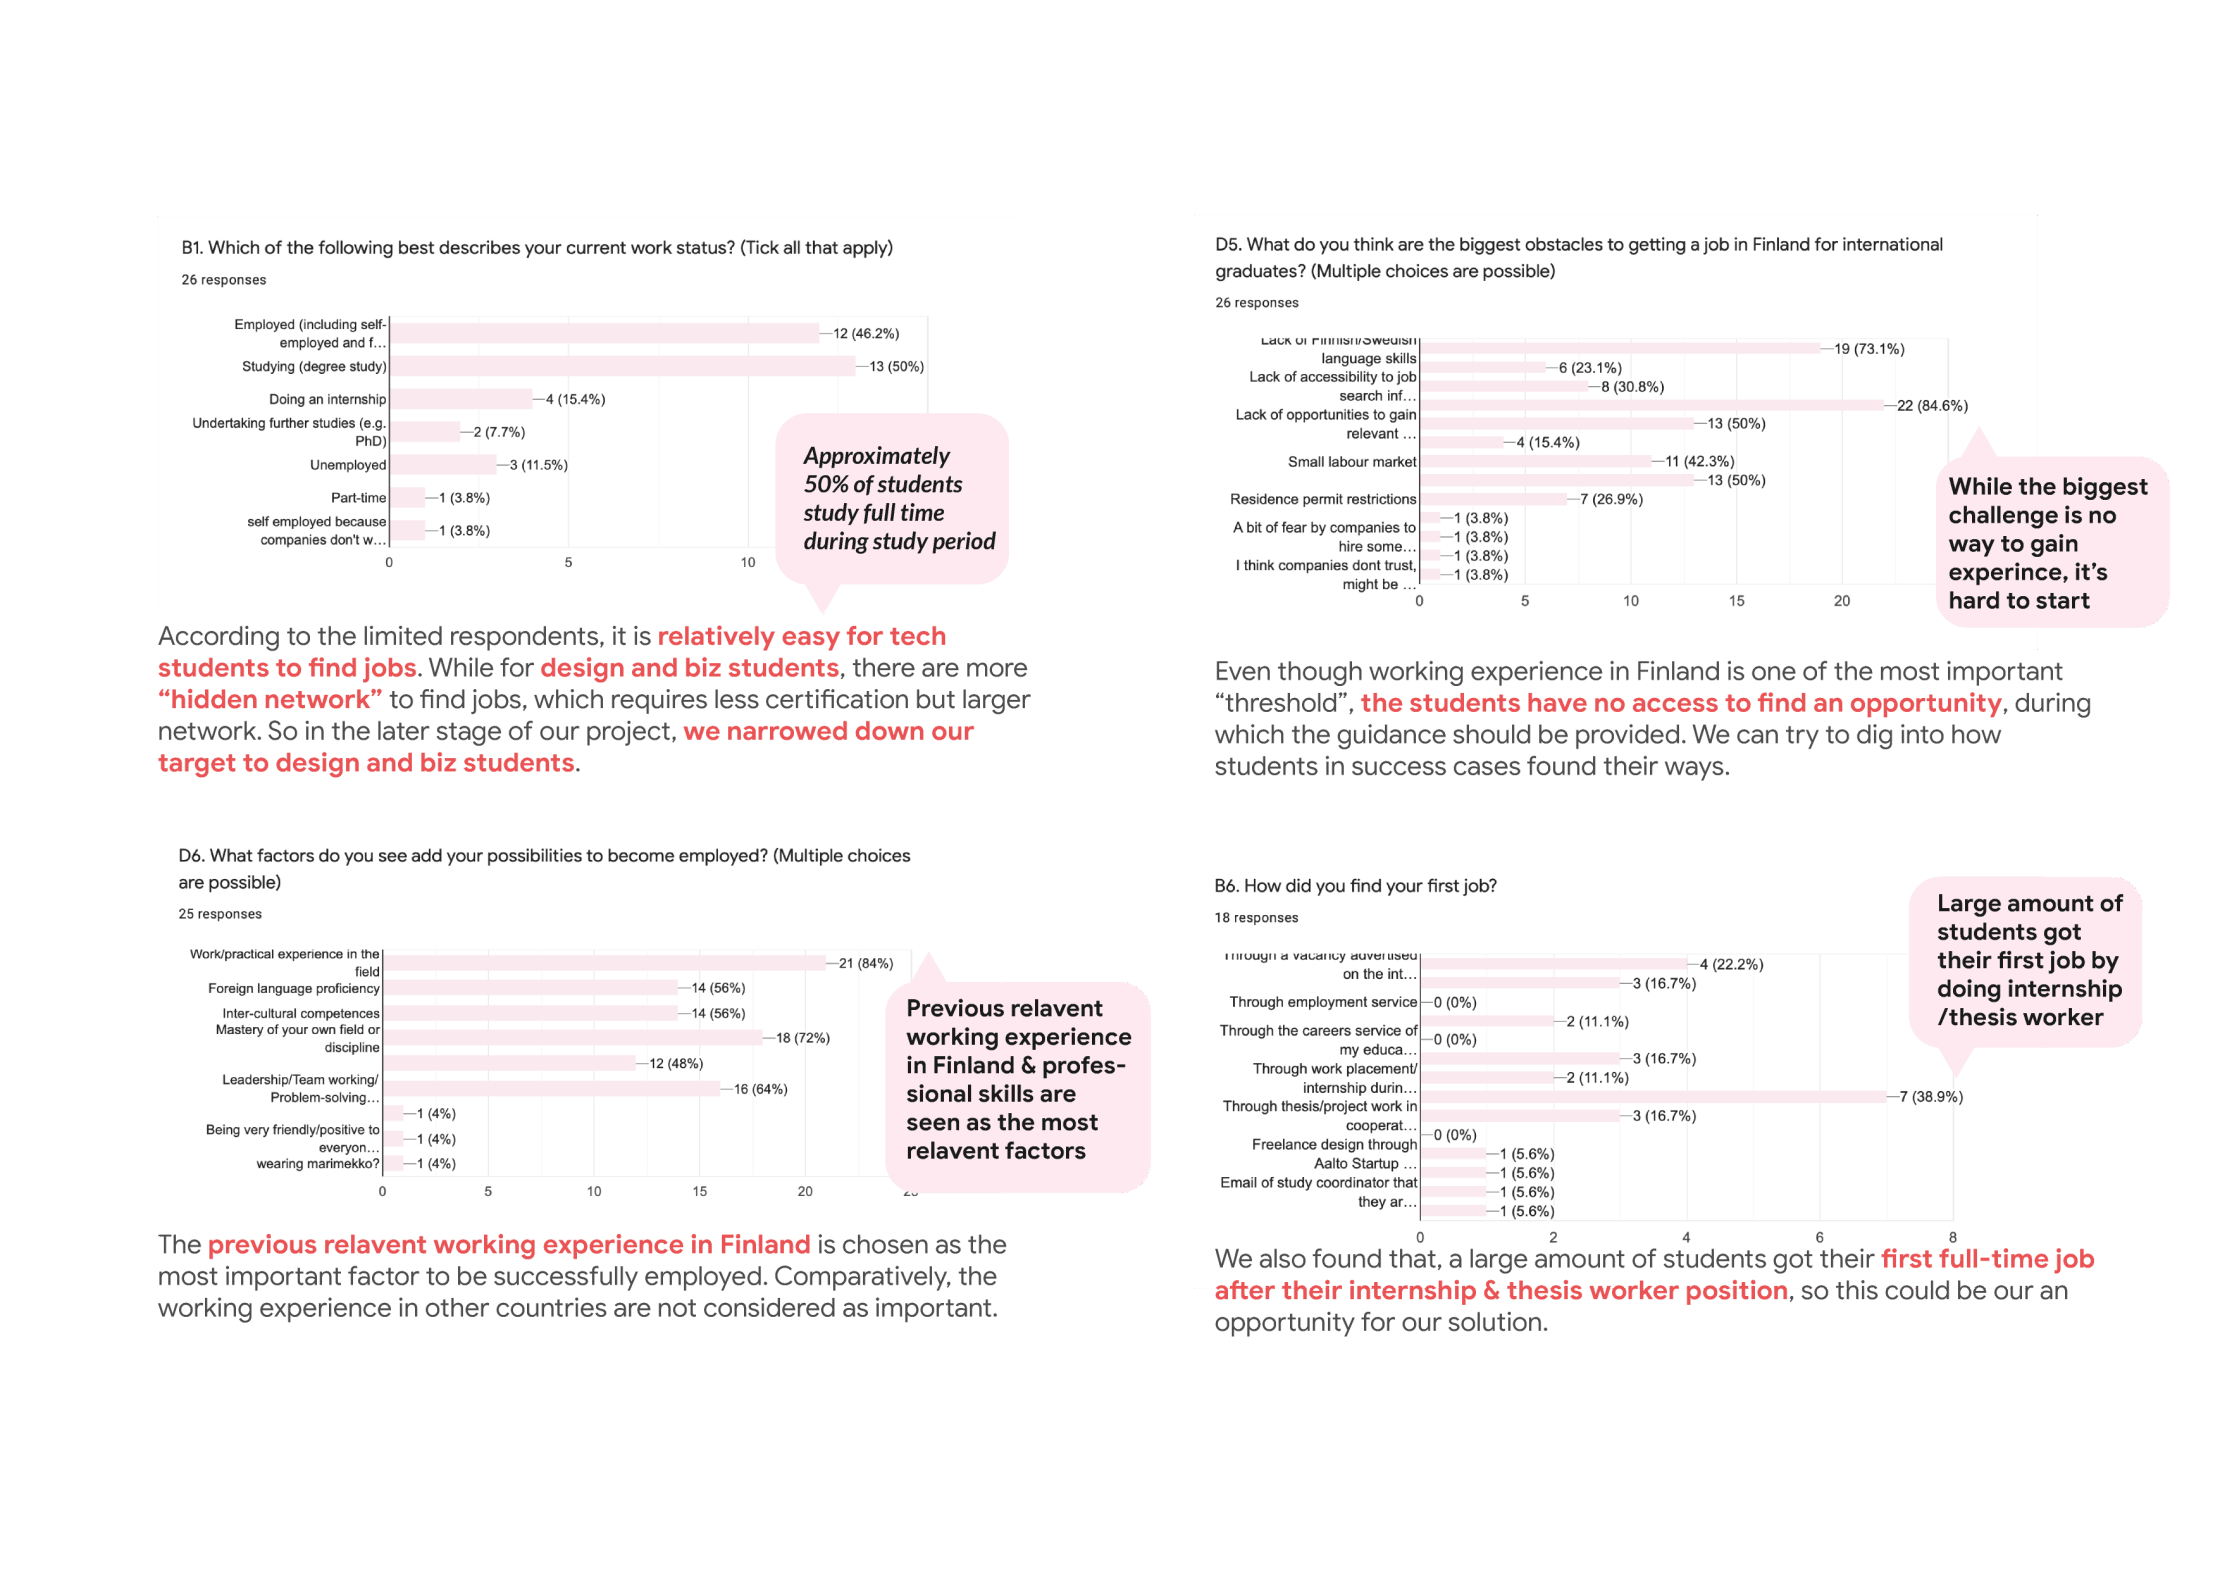 B1. Which of the following best describes your current work status? (Tick all that apply)
26 responses
Employed (including self-
employed and f...
12 (46.2%)
Studying (degree study)
13 (50%)
Doing an internship
4 (15.4%)
Undertaking further studies (e.g.
PhD)
2 (7.7%)
Unemployed
3 (11.5%)
Part-time
1 (3.8%)
self employed because
companies don't w...
1 (3.8%)
0
5
10
Approximately
50% of students
study full time
during study period
According to the limited respondents, it is relatively easy for tech
students to find jobs. While for design and biz students, there are more
“hidden network” to find jobs, which requires less certification but larger
network. So in the later stage of our project, we narrowed down our
target to design and biz students.
D5. What do you think are the biggest obstacles to getting a job in Finland for international
graduates? (Multiple choices are possible)
26 responses
Lack of Finnish/Swedish
language skills
19 (73.1%)
6 (23.1%)
Lack of accessibility to job
search inf...
8 (30.8%)
22 (84.6%)
Lack of opportunities to gain
relevant ...
13 (50%)
4 (15.4%)
Small labour market
11 (42.3%)
13 (50%)
Residence permit restrictions
7 (26.9%)
1 (3.8%)
A bit of fear by companies to
hire some...
1 (3.8%)
1 (3.8%)
I think companies dont trust,
might be ...
1 (3.8%)
0
5
10
15
20
While the biggest
challenge is no
way to gain
experince, it’s
hard to start
Even though working experience in Finland is one of the most important
“threshold”, the students have no access to find an opportunity, during
which the guidance should be provided. We can try to dig into how
students in success cases found their ways.
D6. What factors do you see add your possibilities to become employed? (Multiple choices
are possible)
25 responses
Work/practical experience in the
field
21 (84%)
Foreign language proficiency
14 (56%)
Inter-cultural competences
14 (56%)
Mastery of your own field or
discipline
18 (72%)
12 (48%)
Leadership/Team working/
Problem-solving...
16 (64%)
1 (4%)
Being very friendly/positive to
everyon...
1 (4%)
wearing marimekko?
1 (4%)
0
5
10
15
20
Previous relavent
working experience
in Finland & profes-
sional skills are
seen as the most
relavent factors
The previous relavent working experience in Finland is chosen as the
most important factor to be successfully employed. Comparatively, the
working experience in other countries are not considered as important.
B6. How did you find your first job?
18 responses
Through a vacancy advertised
on the int...
4 (22.2%)
3 (16.7%)
Through employment service
0 (0%)
2 (11.1%)
Through the careers service of
my educa...
0 (0%)
3 (16.7%)
Through work placement/
internship durin...
2 (11.1%)
7 (38.9%)
Through thesis/project work in
cooperat...
3 (16.7%)
0 (0%)
Freelance design through
Aalto Startup ...
1 (5.6%)
1 (5.6%)
Email of study coordinator that
they ar...
1 (5.6%)
1 (5.6%)
0
2
4
6
8
Large amount of
students got
their first job by
doing internship
/thesis worker
We also found that, a large amount of students got their first full-time job
after their internship & thesis worker position, so this could be our an
opportunity for our solution.